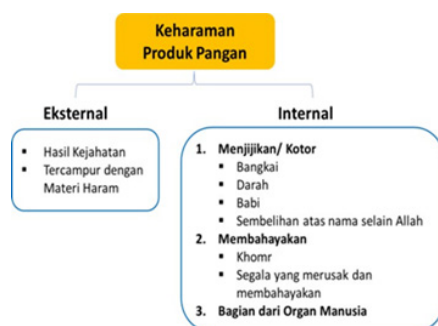 Keharaman
Produk Pangan
Eksternal
▪ Hasil Kejahatan
▪ Tercampur dengan
Materi Haram
Internal
1. Menjijikan/ Kotor
▪ Bangkai
▪ Darah
▪ Babi
▪ Sembelihan atas nama selain Allah
2. Membahayakan
▪ Khomr
▪ Segala yang merusak dan
membahayakan
3. Bagian dari Organ Manusia